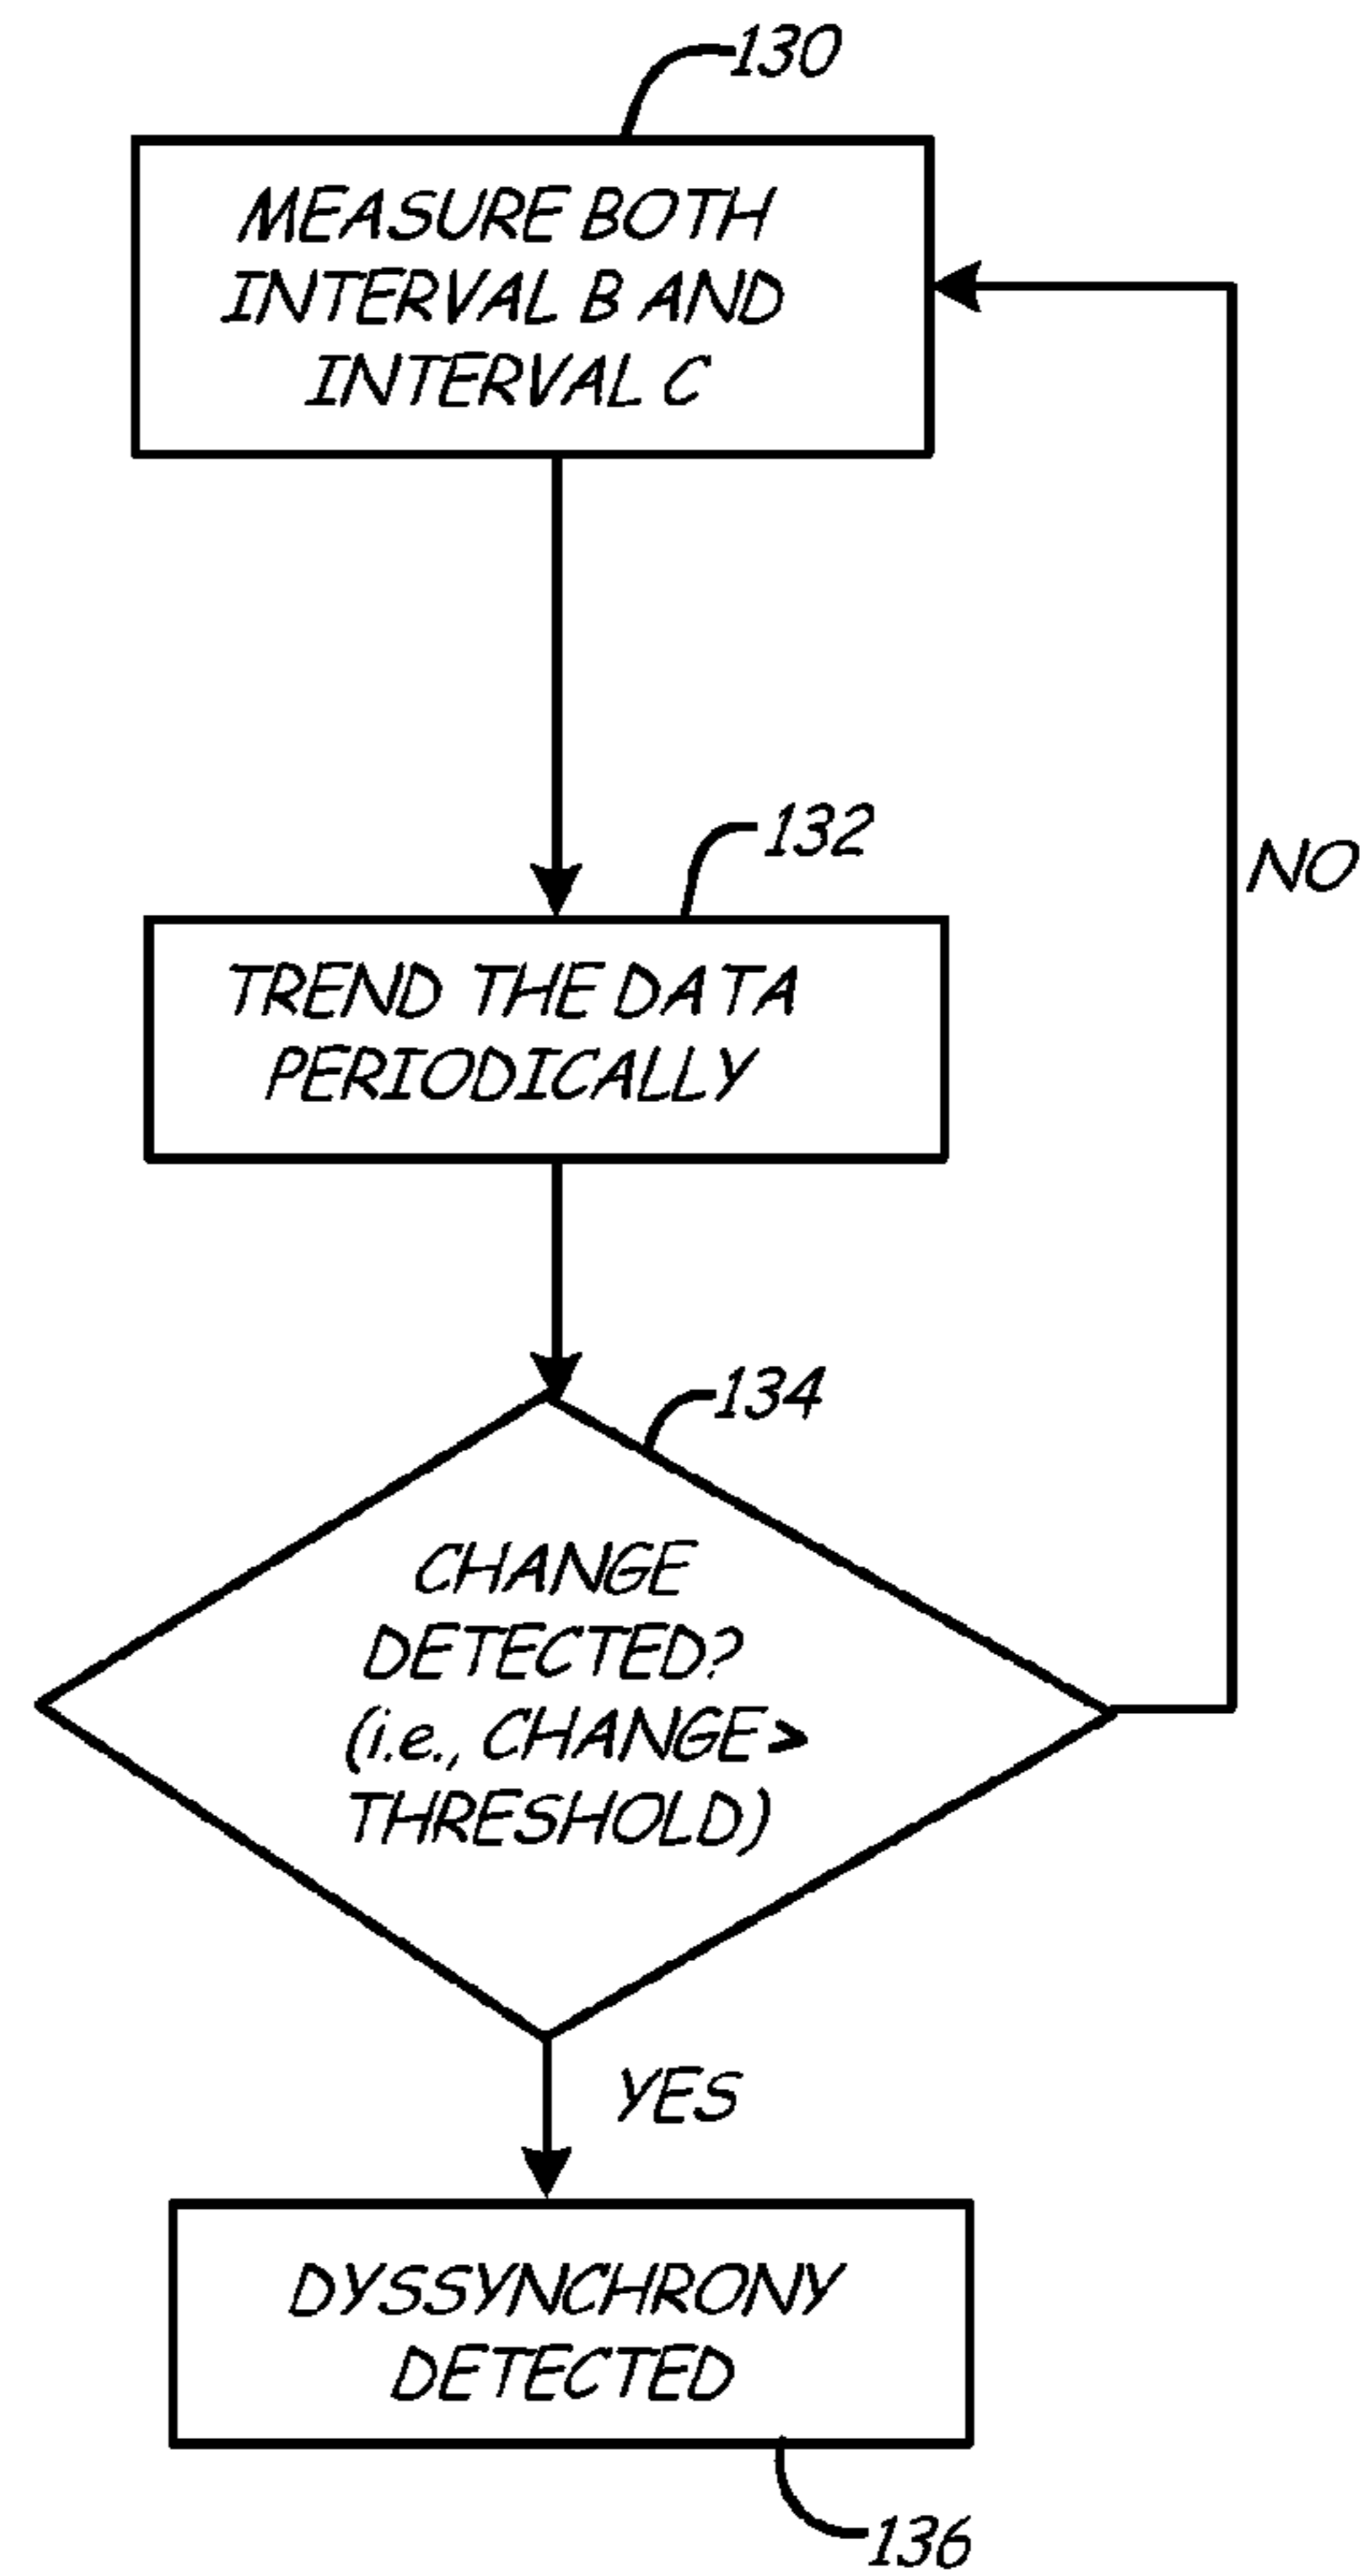 130
MEASURE BOTH
INTERVAL B AND
INTERVAL C
132
TREND THE DATA
PERIODICALLY
NO
134
CHANGE
DETECTED?
(i.e., CHANGE >
THRESHOLD)
YES
DYSSYNCHRONY
DETECTED
136